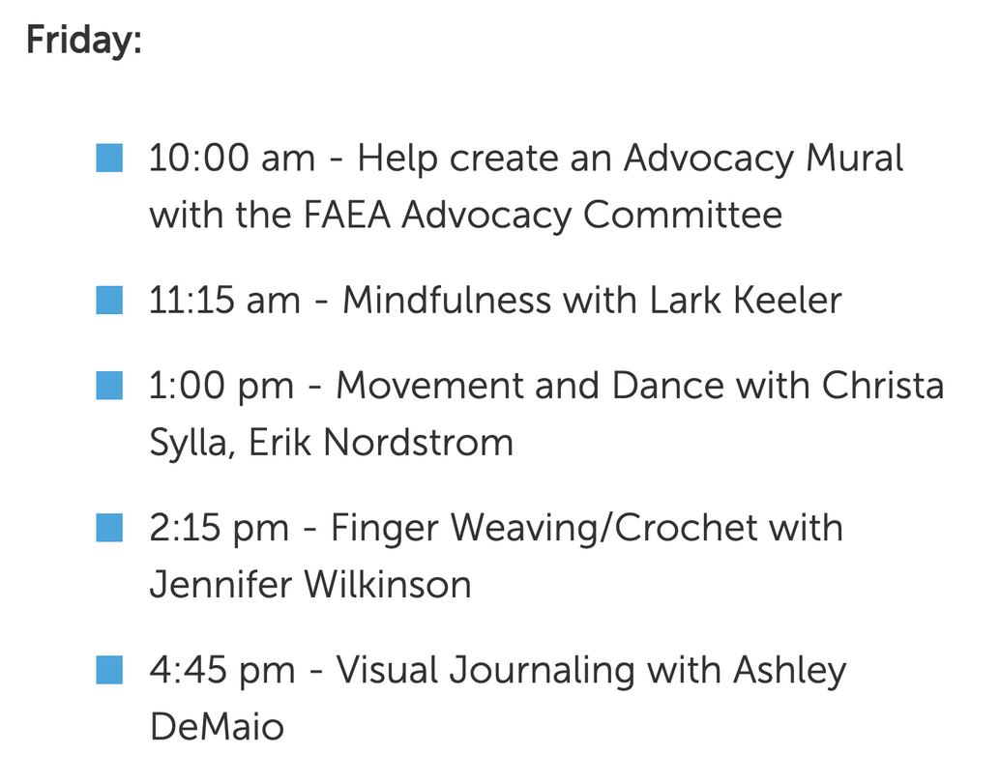 Friday:
10:00 am - Help create an Advocacy Mural
with the FAEA Advocacy Committee
11:15 am - Mindfulness with Lark Keeler
1:00 pm - Movement and Dance with Christa
Sylla, Erik Nordstrom
2:15 pm - Finger Weaving/Crochet with
Jennifer Wilkinson
4:45 pm - Visual Journaling with Ashley
DeMaio